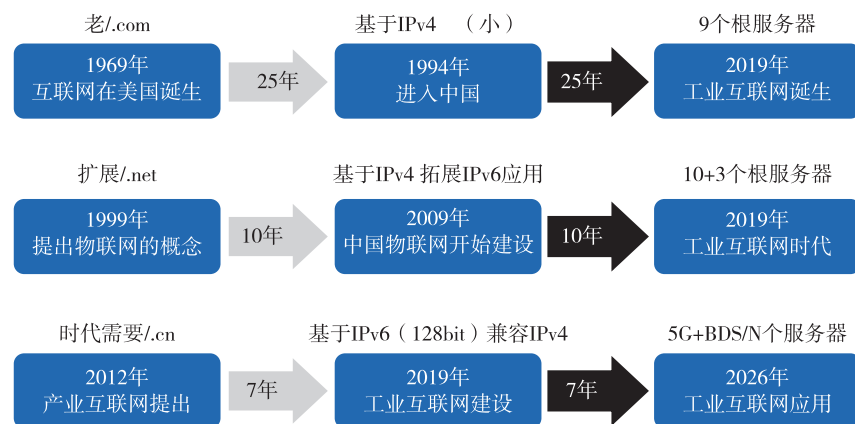 老/.com
基于IPv4 （小）
9个根服务器
1969年
互联网在美国诞生
25年
1994年
进入中国
25年
2019年
工业互联网诞生
扩展/.net
基于IPv4 拓展IPv6应用
10+3个根服务器
1999年
提出物联网的概念
10年
2009年
中国物联网开始建设
10年
2019年
工业互联网时代
时代需要/.cn
基于IPv6（128bit）兼容IPv4
5G+BDS/N个服务器
2012年
产业互联网提出
7年
2019年
工业互联网建设
7年
2026年
工业互联网应用